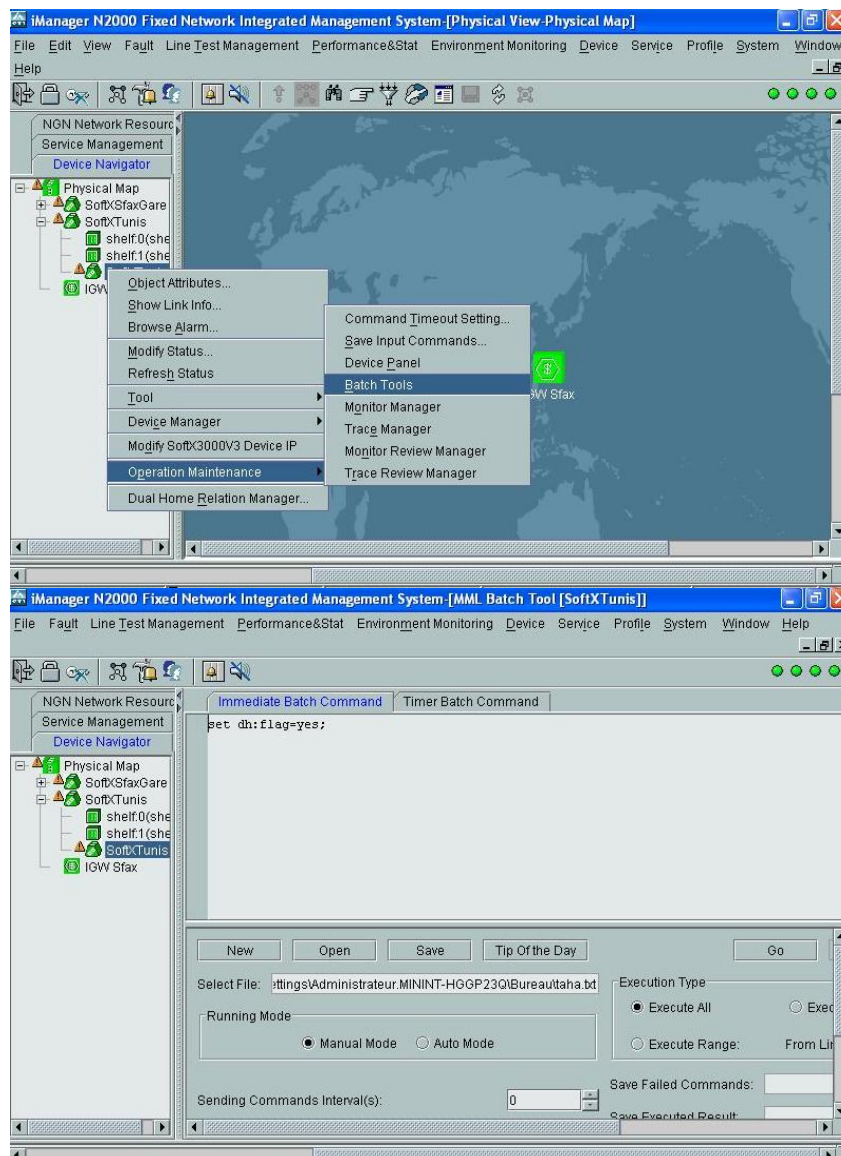 iManager N2000 Fixed Network Integrated Management System-[Physical View-Physical Map]
File Edit View Fault Line Test Management Performance&Stat Environment Monitoring Device Service Profile System Window
Help
NGN Network Resourc
Service Management
Device Navigator
Physical Map
SoftXSfaxGare
SoftXTunis
shelf:0(she
shelf:1(she
IGW
Object Attributes...
Show Link Info...
Browse Alarm...
Modify Status...
Refresh Status
Tool
Device Manager
Modify SoftX3000V3 Device IP
Operation Maintenance
Dual Home Relation Manager...
Command Timeout Setting...
Save Input Commands...
Device Panel
Batch Tools
Monitor Manager
Trace Manager
Monitor Review Manager
Trace Review Manager
GW Sfax
iManager N2000 Fixed Network Integrated Management System-[MML Batch Tool [SoftXTunis]]
File Fault Line Test Management Performance&Stat Environment Monitoring Device Service Profile System Window Help
NGN Network Resourc
Service Management
Device Navigator
Physical Map
SoftXSfaxGare
SoftXTunis
shelf:0(she
shelf:1(she
SoftXTunis
IGW Sfax
Immediate Batch Command Timer Batch Command
set dh:flag=yes;
New Open Save Tip Of the Day Go
Select File: ettings\Administrateur.MININT-HGGP23Q\Bureau\taha.txt
Execution Type
Execute All Exec
Running Mode
Manual Mode Auto Mode
Execute Range: From Lin
Save Failed Commands:
Sending Commands Interval(s): 0
Save Executed Result: